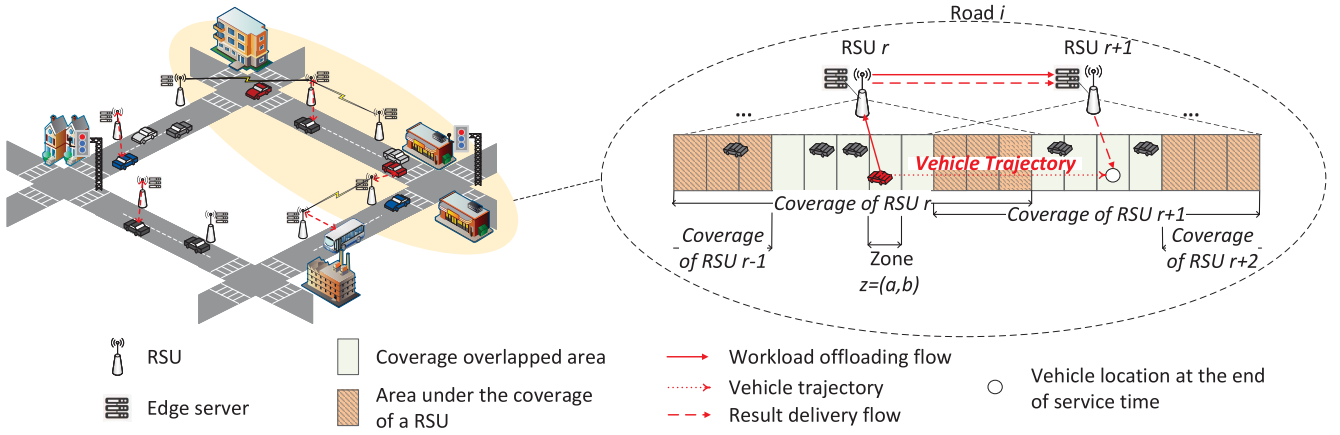 Road i
RSU r
RSU r+1
...
...
Vehicle Trajectory
Coverage of RSU r
Coverage of RSU r+1
Coverage
of RSU r-1
Zone
z=(a,b)
Coverage
of RSU r+2
RSU
Edge server
Coverage overlapped area
Area under the coverage
of a RSU
Workload offloading flow
Vehicle trajectory
Result delivery flow
Vehicle location at the end
of service time